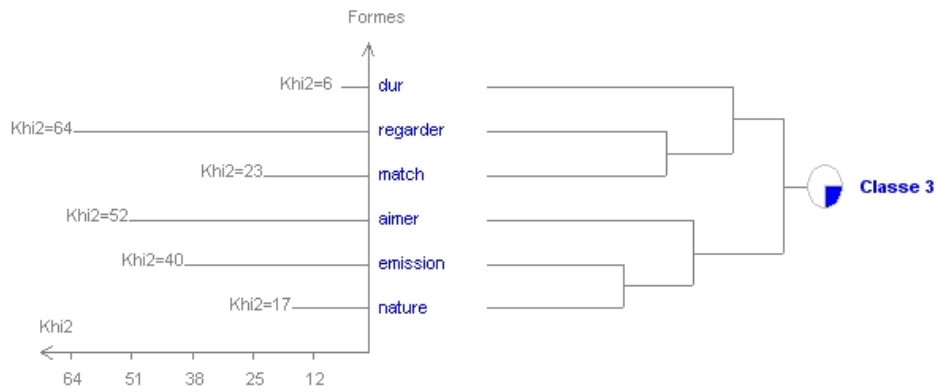 Formes
Khi2=6 dur
Khi2=64 regarder
Khi2=23 match
Classe 3
Khi2=52 aimer
Khi2=40 emission
Khi2=17 nature
Khi2
64 51 38 25 12